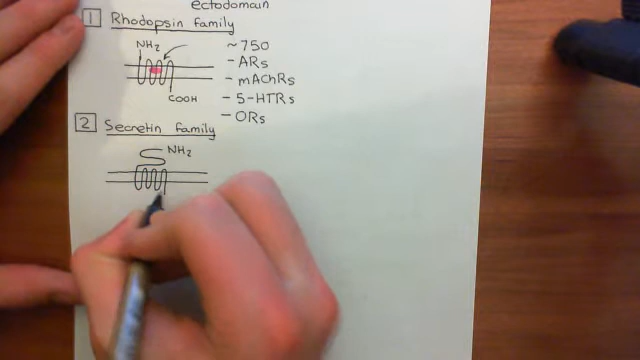 ectodomain
1 Rhodopsin family
NH2
COOH
~750
- ARs
- mAChRs
- 5-HTRs
- ORs
2 Secretin family
NH2